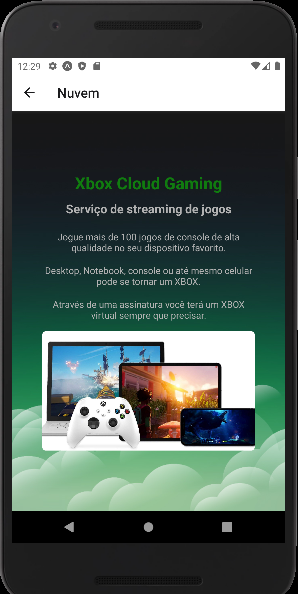 12:29
Nuvem
Xbox Cloud Gaming
Serviço de streaming de jogos
Jogue mais de 100 jogos de console de alta
qualidade no seu dispositivo favorito.
Desktop, Notebook, console ou até mesmo celular
pode se tornar um XBOX.
Através de uma assinatura você terá um XBOX
virtual sempre que precisar.